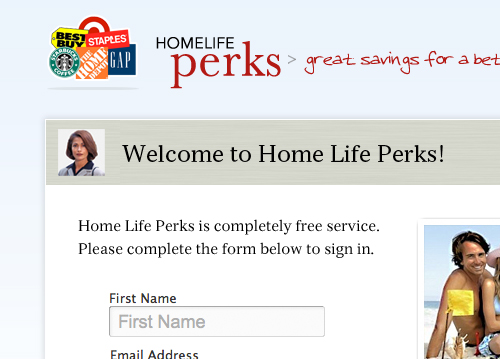 BEST
BUY
STAPLES
STARBUCKS
COFFEE
THE
HOME
DEPOT
GAP
HOMELIFE
perks
> great savings for a bet
Welcome to Home Life Perks!
Home Life Perks is completely free service.
Please complete the form below to sign in.
First Name
First Name
Email Address